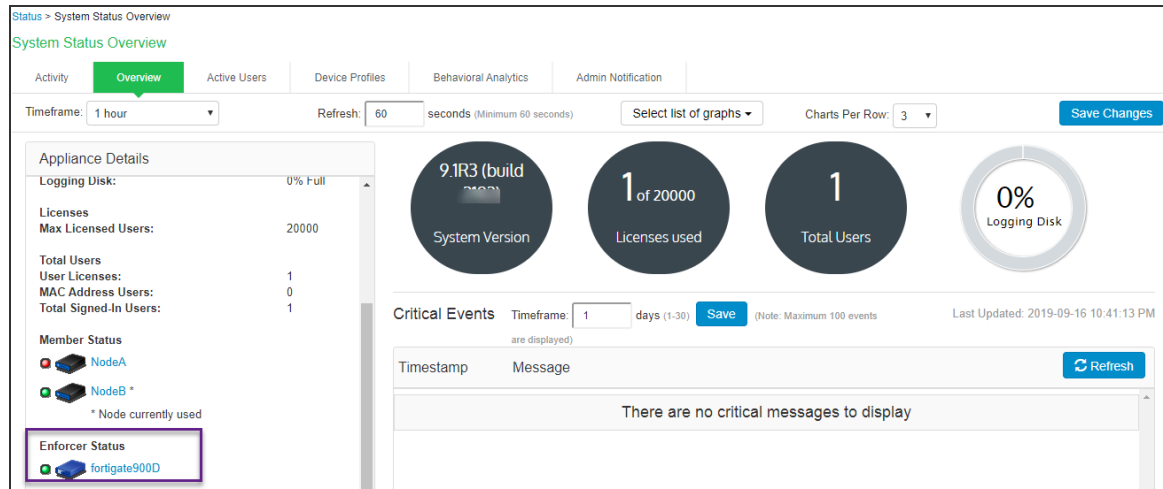 Status > System Status Overview
System Status Overview
Activity Overview Active Users Device Profiles Behavioral Analytics Admin Notification
Timeframe: 1 hour Refresh: 60 seconds (Minimum 60 seconds) Select list of graphs Charts Per Row: 3 Save Changes
Appliance Details
Logging Disk: 0% Full
Licenses
Max Licensed Users: 20000
Total Users
User Licenses: 1
MAC Address Users: 0
Total Signed-In Users: 1
Member Status
NodeA
NodeB *
* Node currently used
Enforcer Status
fortigate900D
9.1R3 (build
System Version
1 of 20000
Licenses used
1
Total Users
0%
Logging Disk
Critical Events Timeframe: 1 days (1-30) Save (Note: Maximum 100 events Last Updated: 2019-09-16 10:41:13 PM
are displayed)
Timestamp Message Refresh
There are no critical messages to display